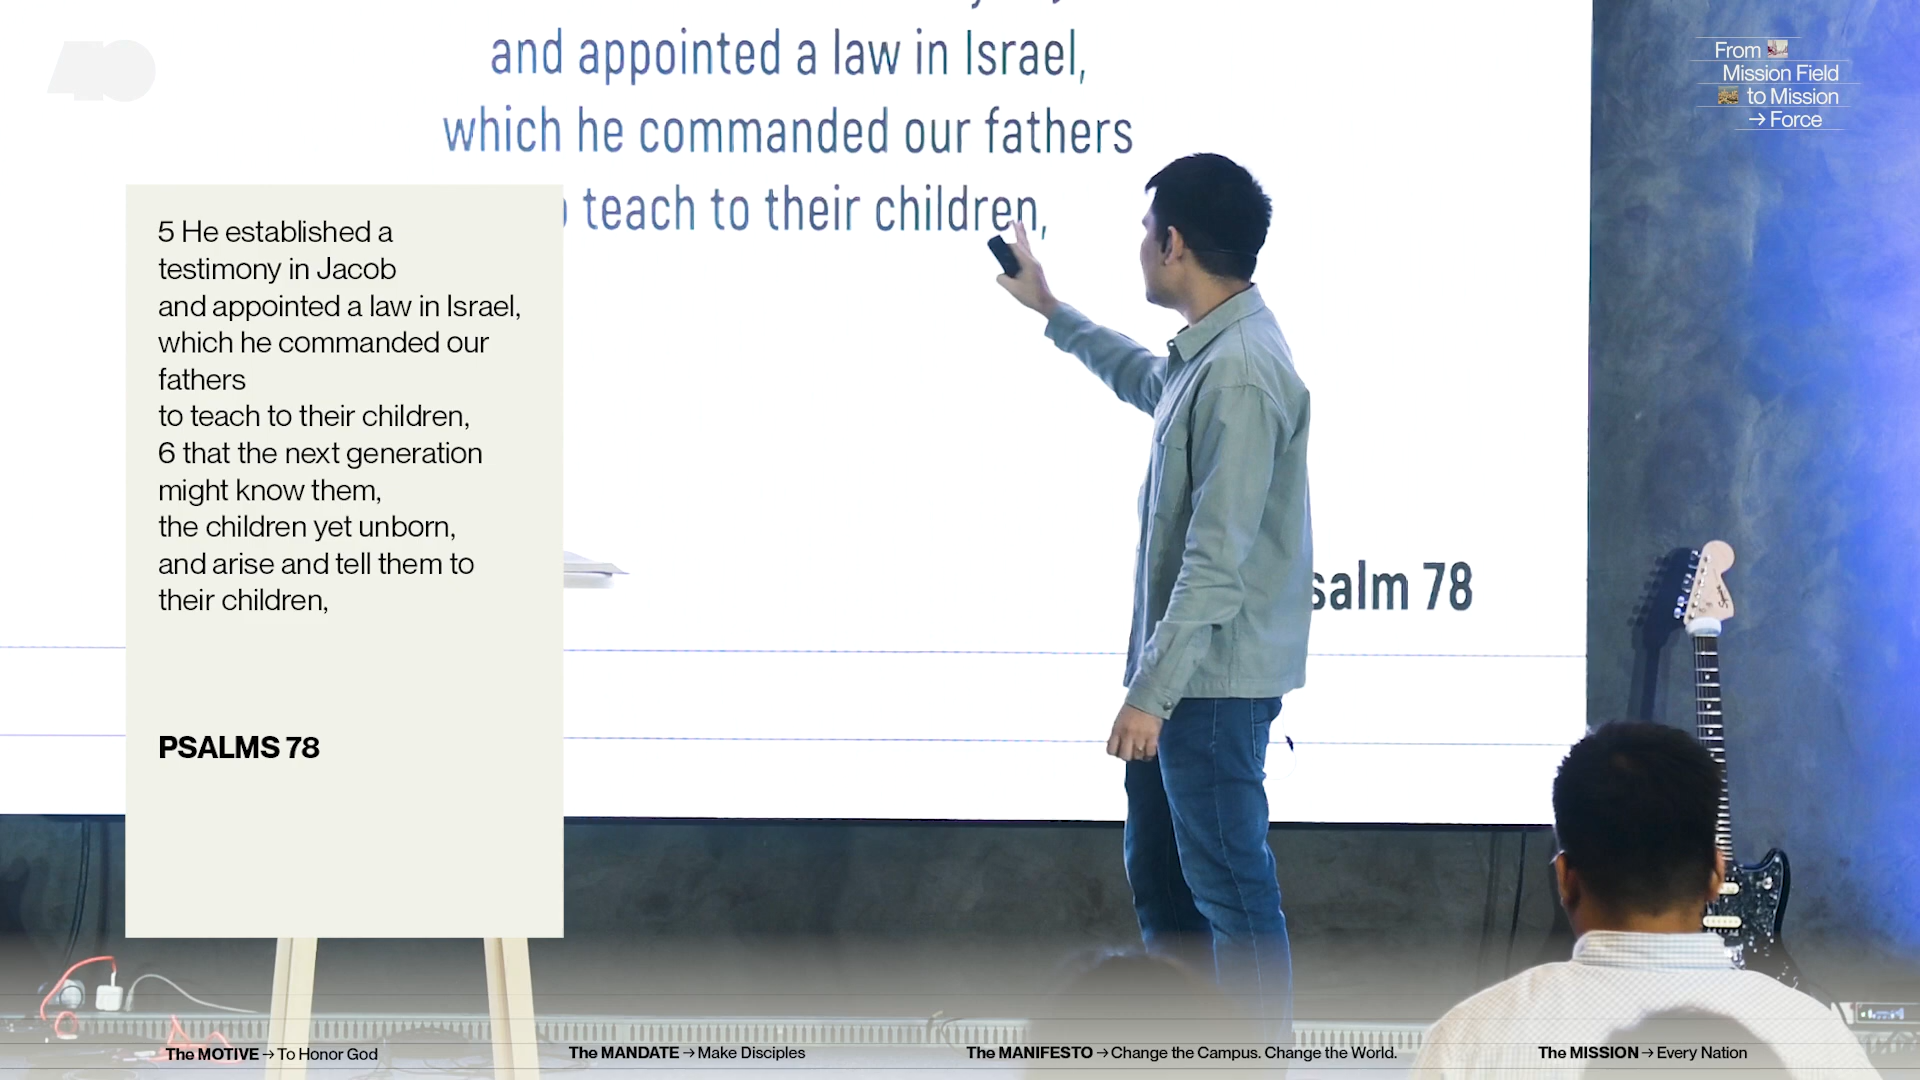 40
and appointed a law in Israel,
which he commanded our fathers
teach to their children,
salm 78
From
Mission Field
to Mission
→ Force
5 He established a
testimony in Jacob
and appointed a law in Israel,
which he commanded our
fathers
to teach to their children,
6 that the next generation
might know them,
the children yet unborn,
and arise and tell them to
their children,
PSALMS 78
The MOTIVE → To Honor God
The MANDATE → Make Disciples
The MANIFESTO → Change the Campus. Change the World.
The MISSION → Every Nation